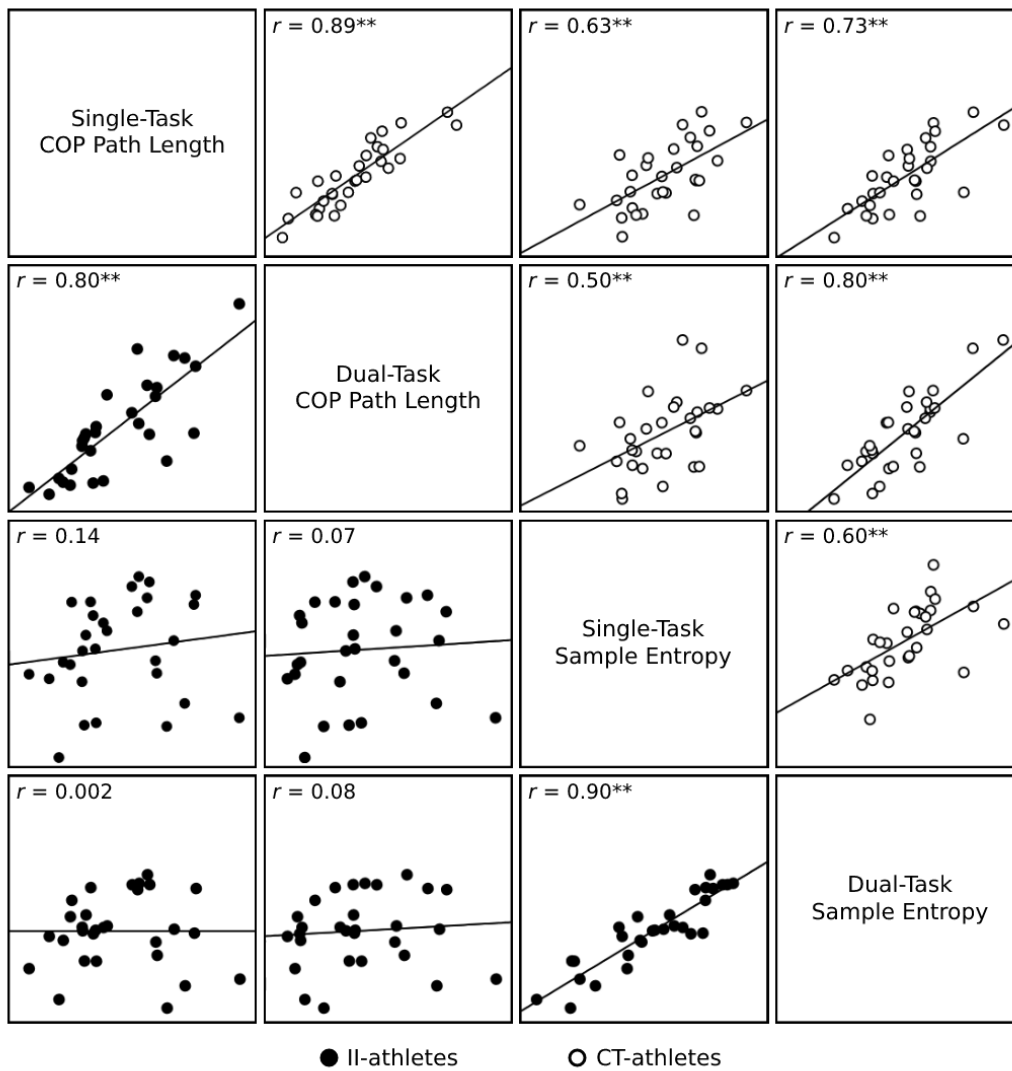 r = 0.89**
r = 0.63**
r = 0.73**
Single-Task
COP Path Length
r = 0.80**
r = 0.50**
r = 0.80**
Dual-Task
COP Path Length
r = 0.14
r = 0.07
r = 0.60**
Single-Task
Sample Entropy
r = 0.002
r = 0.08
r = 0.90**
Dual-Task
Sample Entropy
II-athletes
CT-athletes